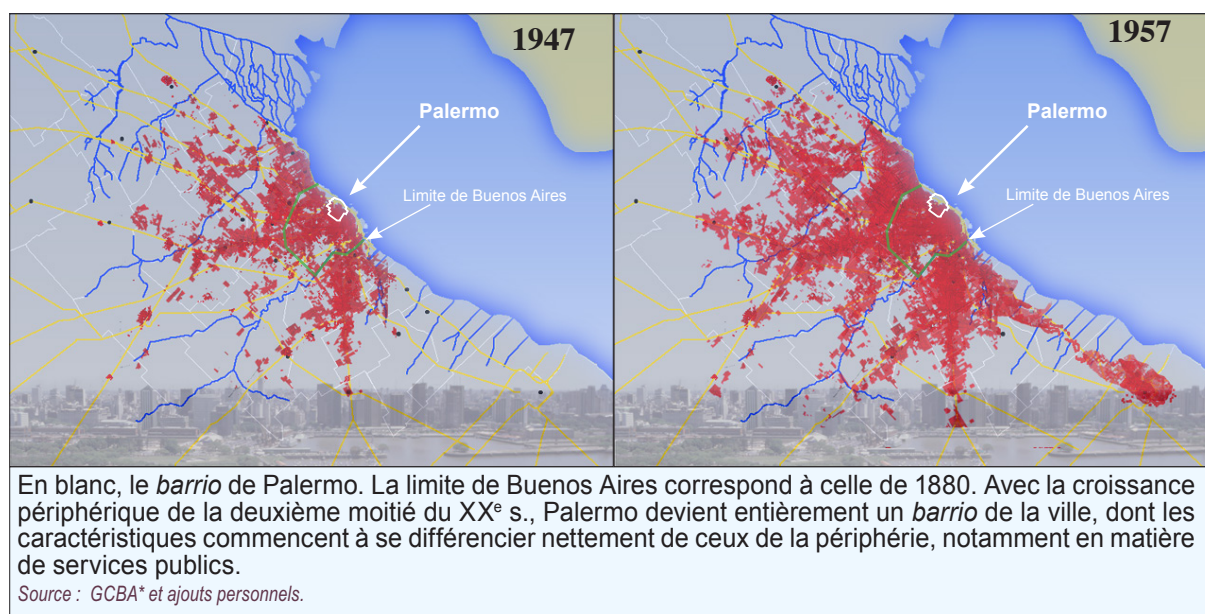 1947
Palermo
Limite de Buenos Aires
1957
Palermo
Limite de Buenos Aires
En blanc, le barrio de Palermo. La limite de Buenos Aires correspond à celle de 1880. Avec la croissance
périphérique de la deuxième moitié du XXe s., Palermo devient entièrement un barrio de la ville, dont les
caractéristiques commencent à se différencier nettement de ceux de la périphérie, notamment en matière
de services publics.
Source : GCBA* et ajouts personnels.